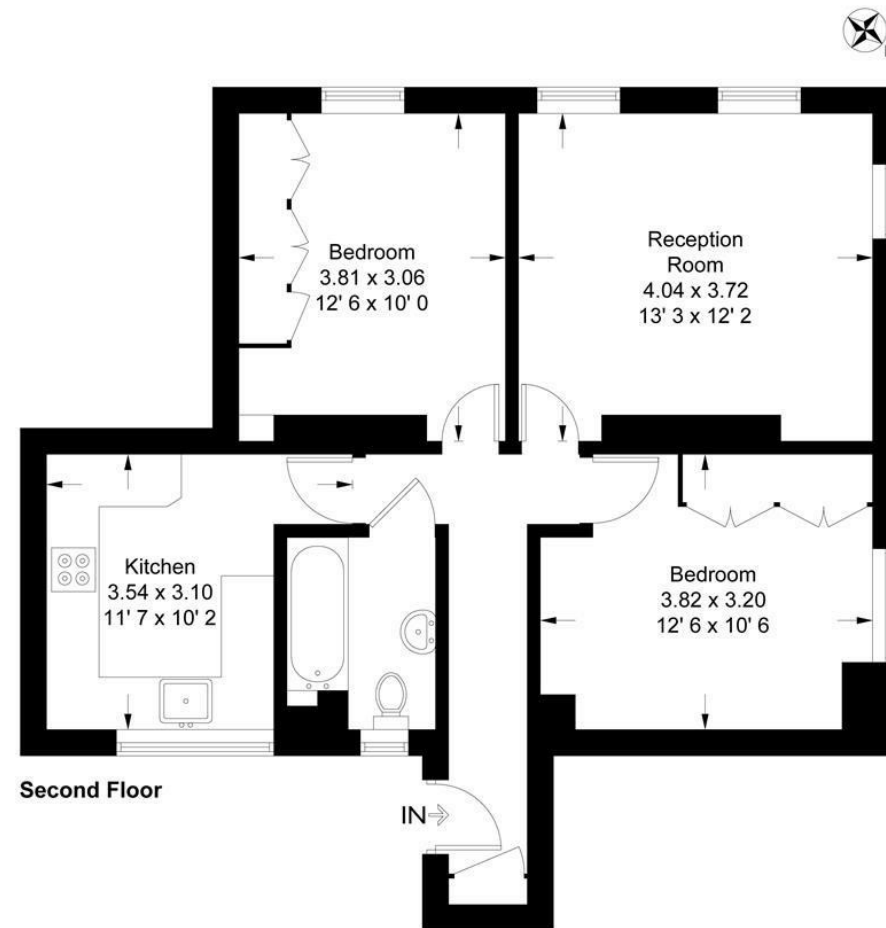 Bedroom
3.81 x 3.06
12' 6 x 10' 0
Reception
Room
4.04 x 3.72
13' 3 x 12' 2
Kitchen
3.54 x 3.10
11' 7 x 10' 2
Bedroom
3.82 x 3.20
12' 6 x 10' 6
Second Floor
IN